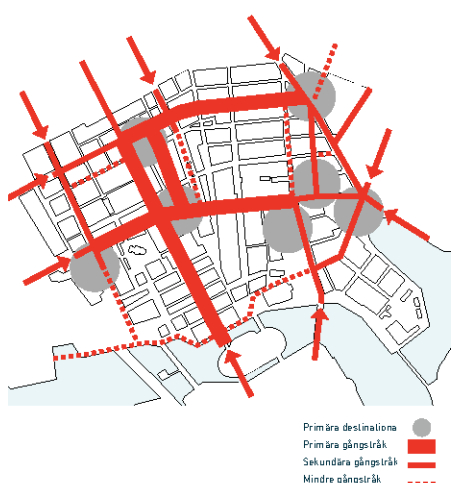 Primära destinationa
Primära gångstråk
Sekundära gångstråk
Mindre gångstråk